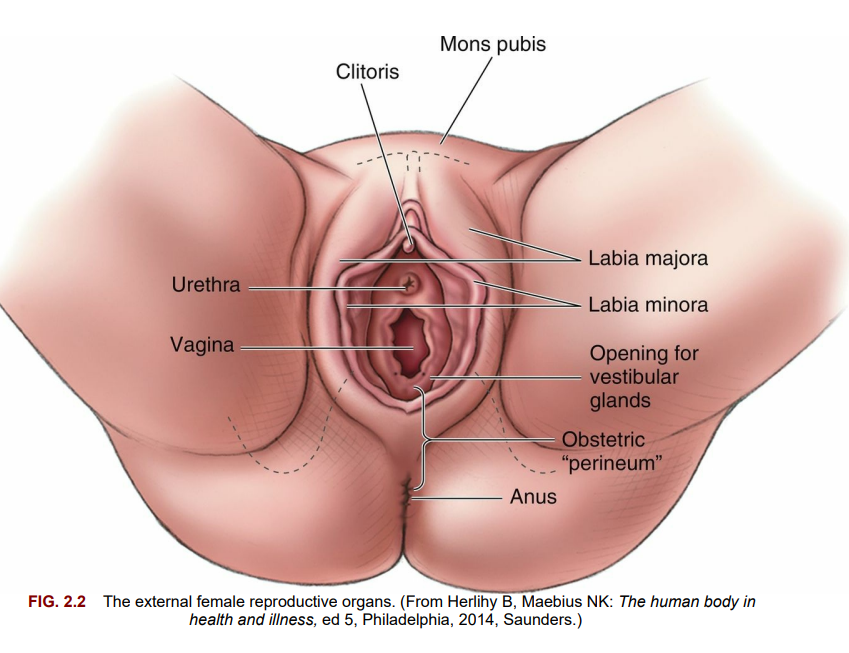 Mons pubis
Clitoris
Labia majora
Urethra
Labia minora
Vagina
Opening for
vestibular
glands
Obstetric
“perineum”
Anus
FIG. 2.2 The external female reproductive organs. (From Herlihy B, Maebius NK: The human body in
health and illness, ed 5, Philadelphia, 2014, Saunders.)